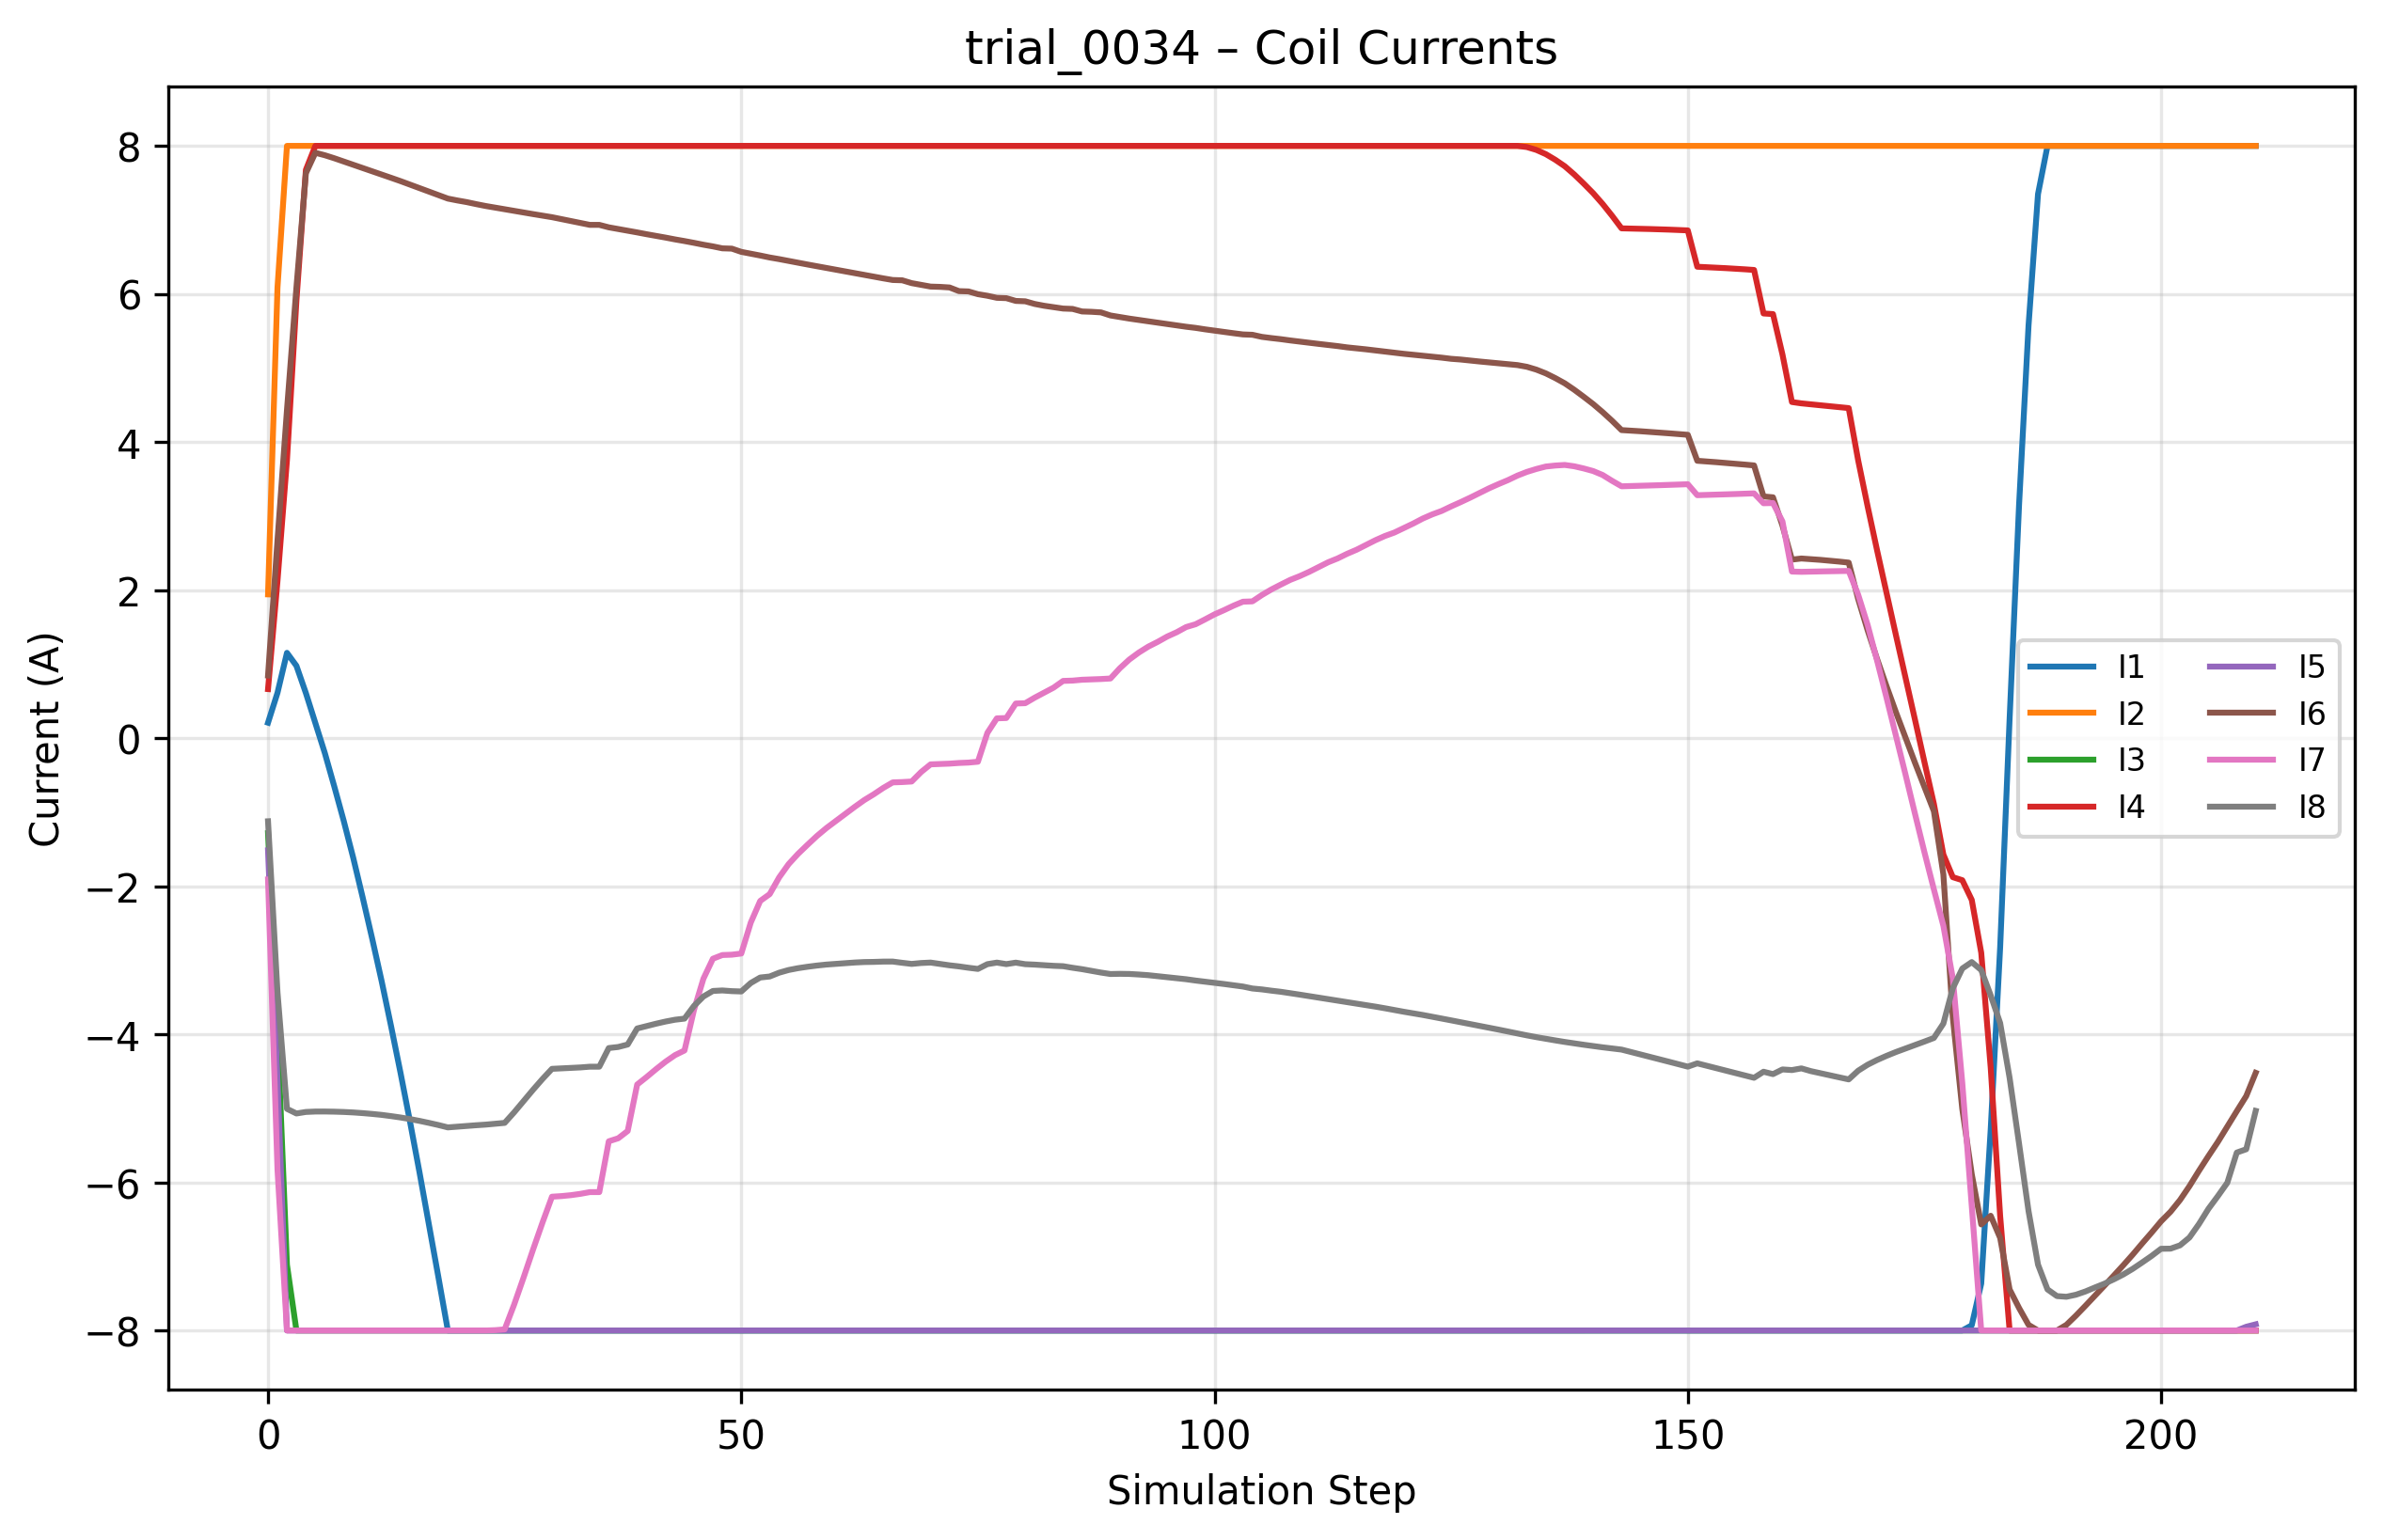 trial_0034 – Coil Currents
Current (A)
8
6
4
2
0
−2
−4
−6
−8
I1
I2
I3
I4
I5
I6
I7
I8
0
50
100
150
200
Simulation Step